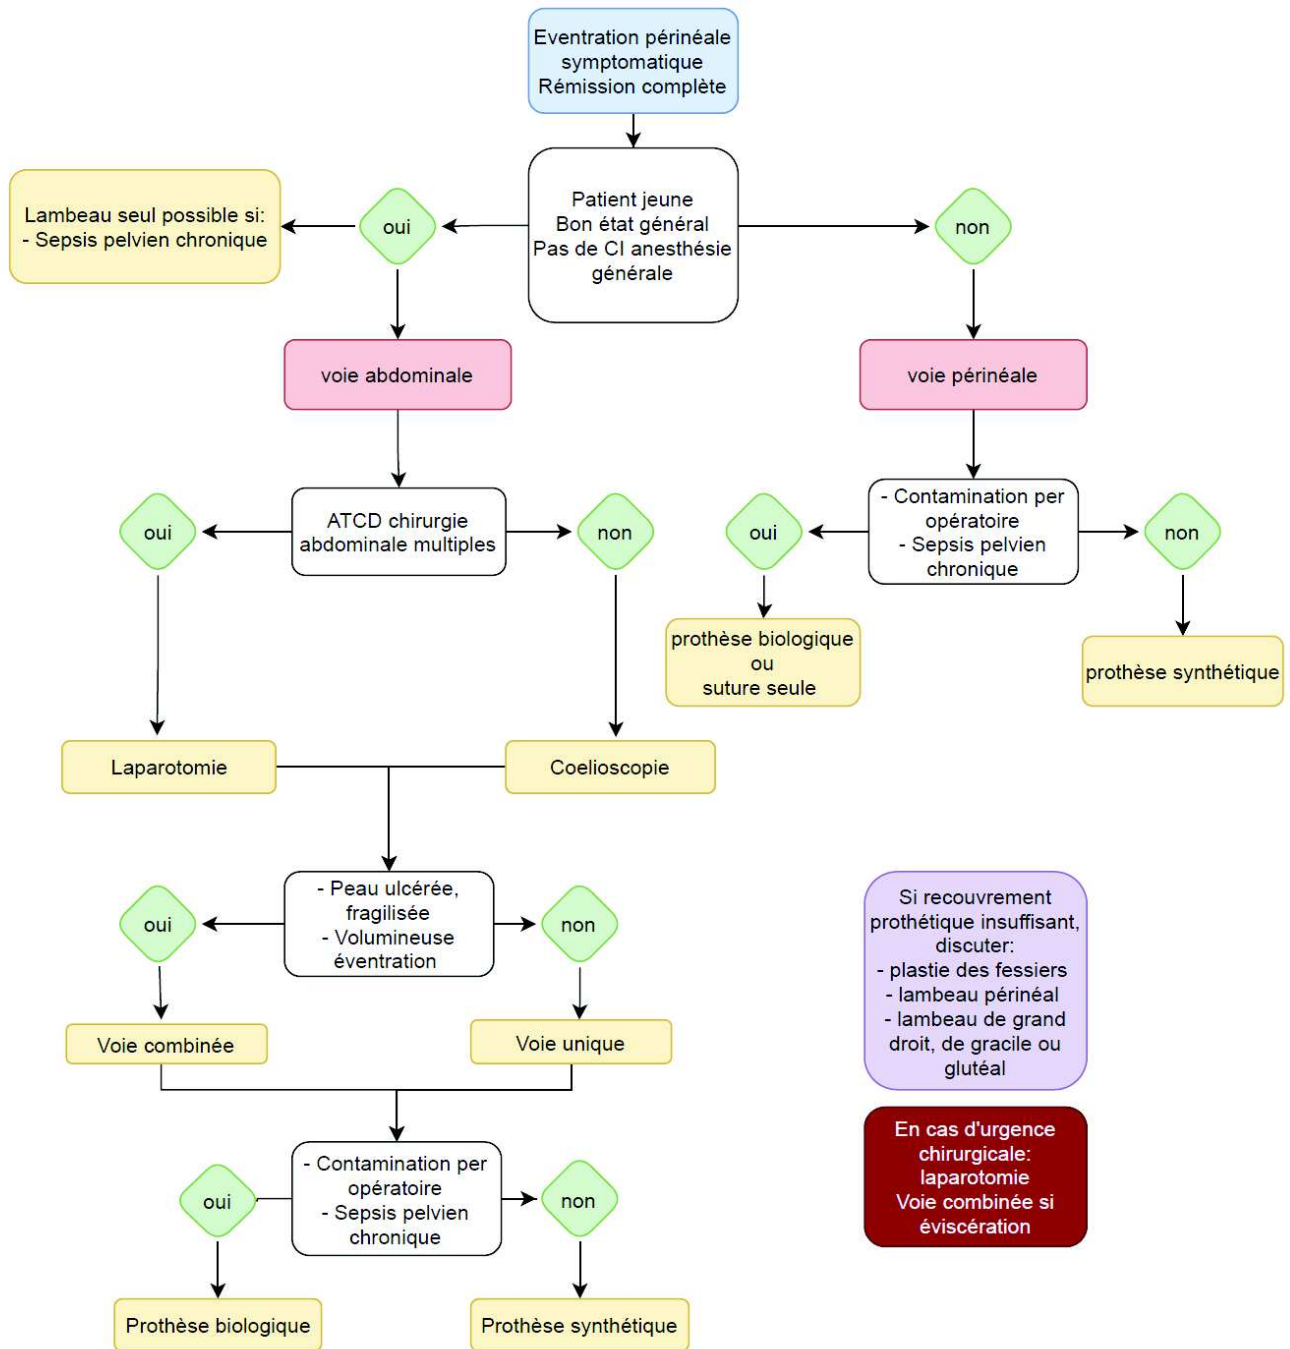 Eventration périnéale
symptomatique
Rémission complète
Patient jeune
Bon état général
Pas de CI anesthésie
générale
oui
non
Lambeau seul possible si:
- Sepsis pelvien chronique
voie abdominale
voie périnéale
ATCD chirurgie
abdominale multiples
oui
non
- Contamination per
opératoire
- Sepsis pelvien
chronique
oui
non
prothèse biologique
ou
suture seule
prothèse synthétique
Laparotomie
Coelioscopie
- Peau ulcérée,
fragilisée
- Volumineuse
éventration
oui
non
Voie combinée
Voie unique
- Contamination per
opératoire
- Sepsis pelvien
chronique
oui
non
Prothèse biologique
Prothèse synthétique
Si recouvrement
prothétique insuffisant,
discuter:
- plastie des fessiers
- lambeau périnéal
- lambeau de grand
droit, de gracile ou
glutéal
En cas d'urgence
chirurgicale:
laparotomie
Voie combinée si
éviscération